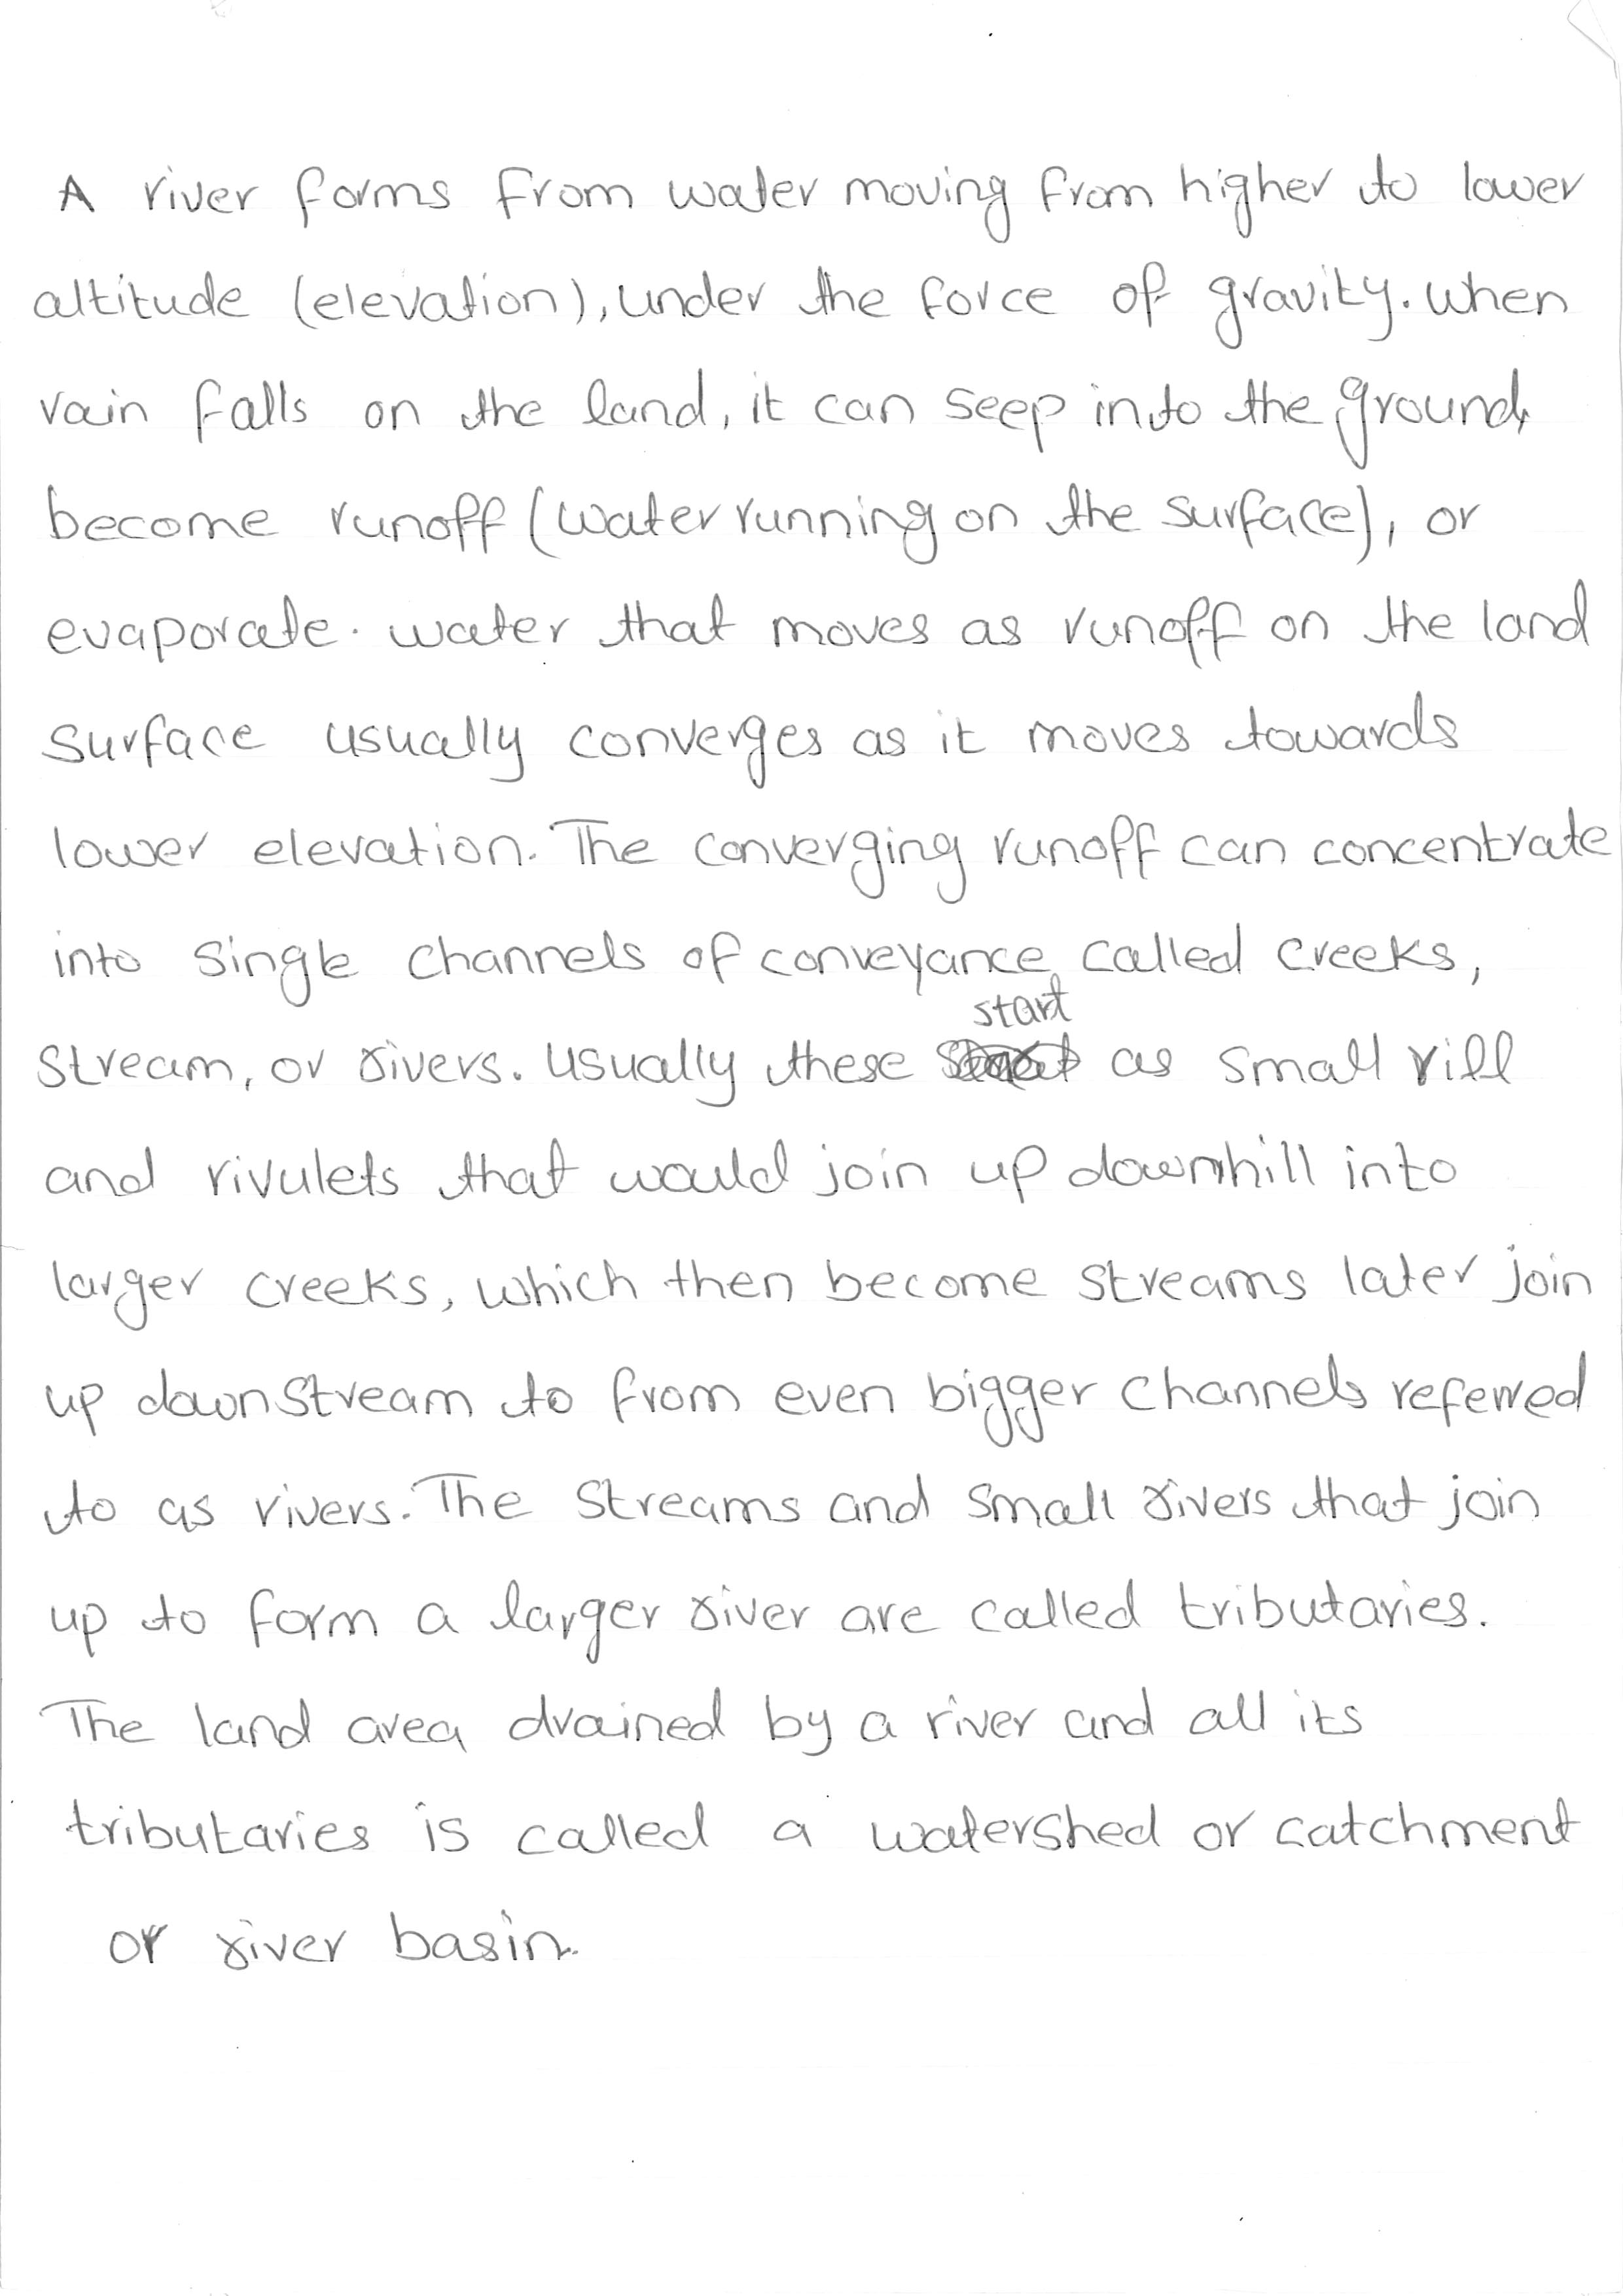 A river forms from water moving from higher to lower
altitude (elevation), under the force of gravity. when
rain falls on the land, it can seep into the ground,
become runoff (water running on the surface), or
evaporate. water that moves as runoff on the land
surface usually converges as it moves towards
lower elevation. The converging runoff can concentrate
into single channels of conveyance, called creeks,
stream, or rivers. usually these start as small rill
and rivulets that would join up downhill into
larger creeks, which then become streams later join
up downstream to from even bigger channels referred
to as rivers. The streams and small rivers that join
up to form a larger river are called tributaries.
The land area drained by a river and all its
tributaries is called a watershed or catchment
or river basin.